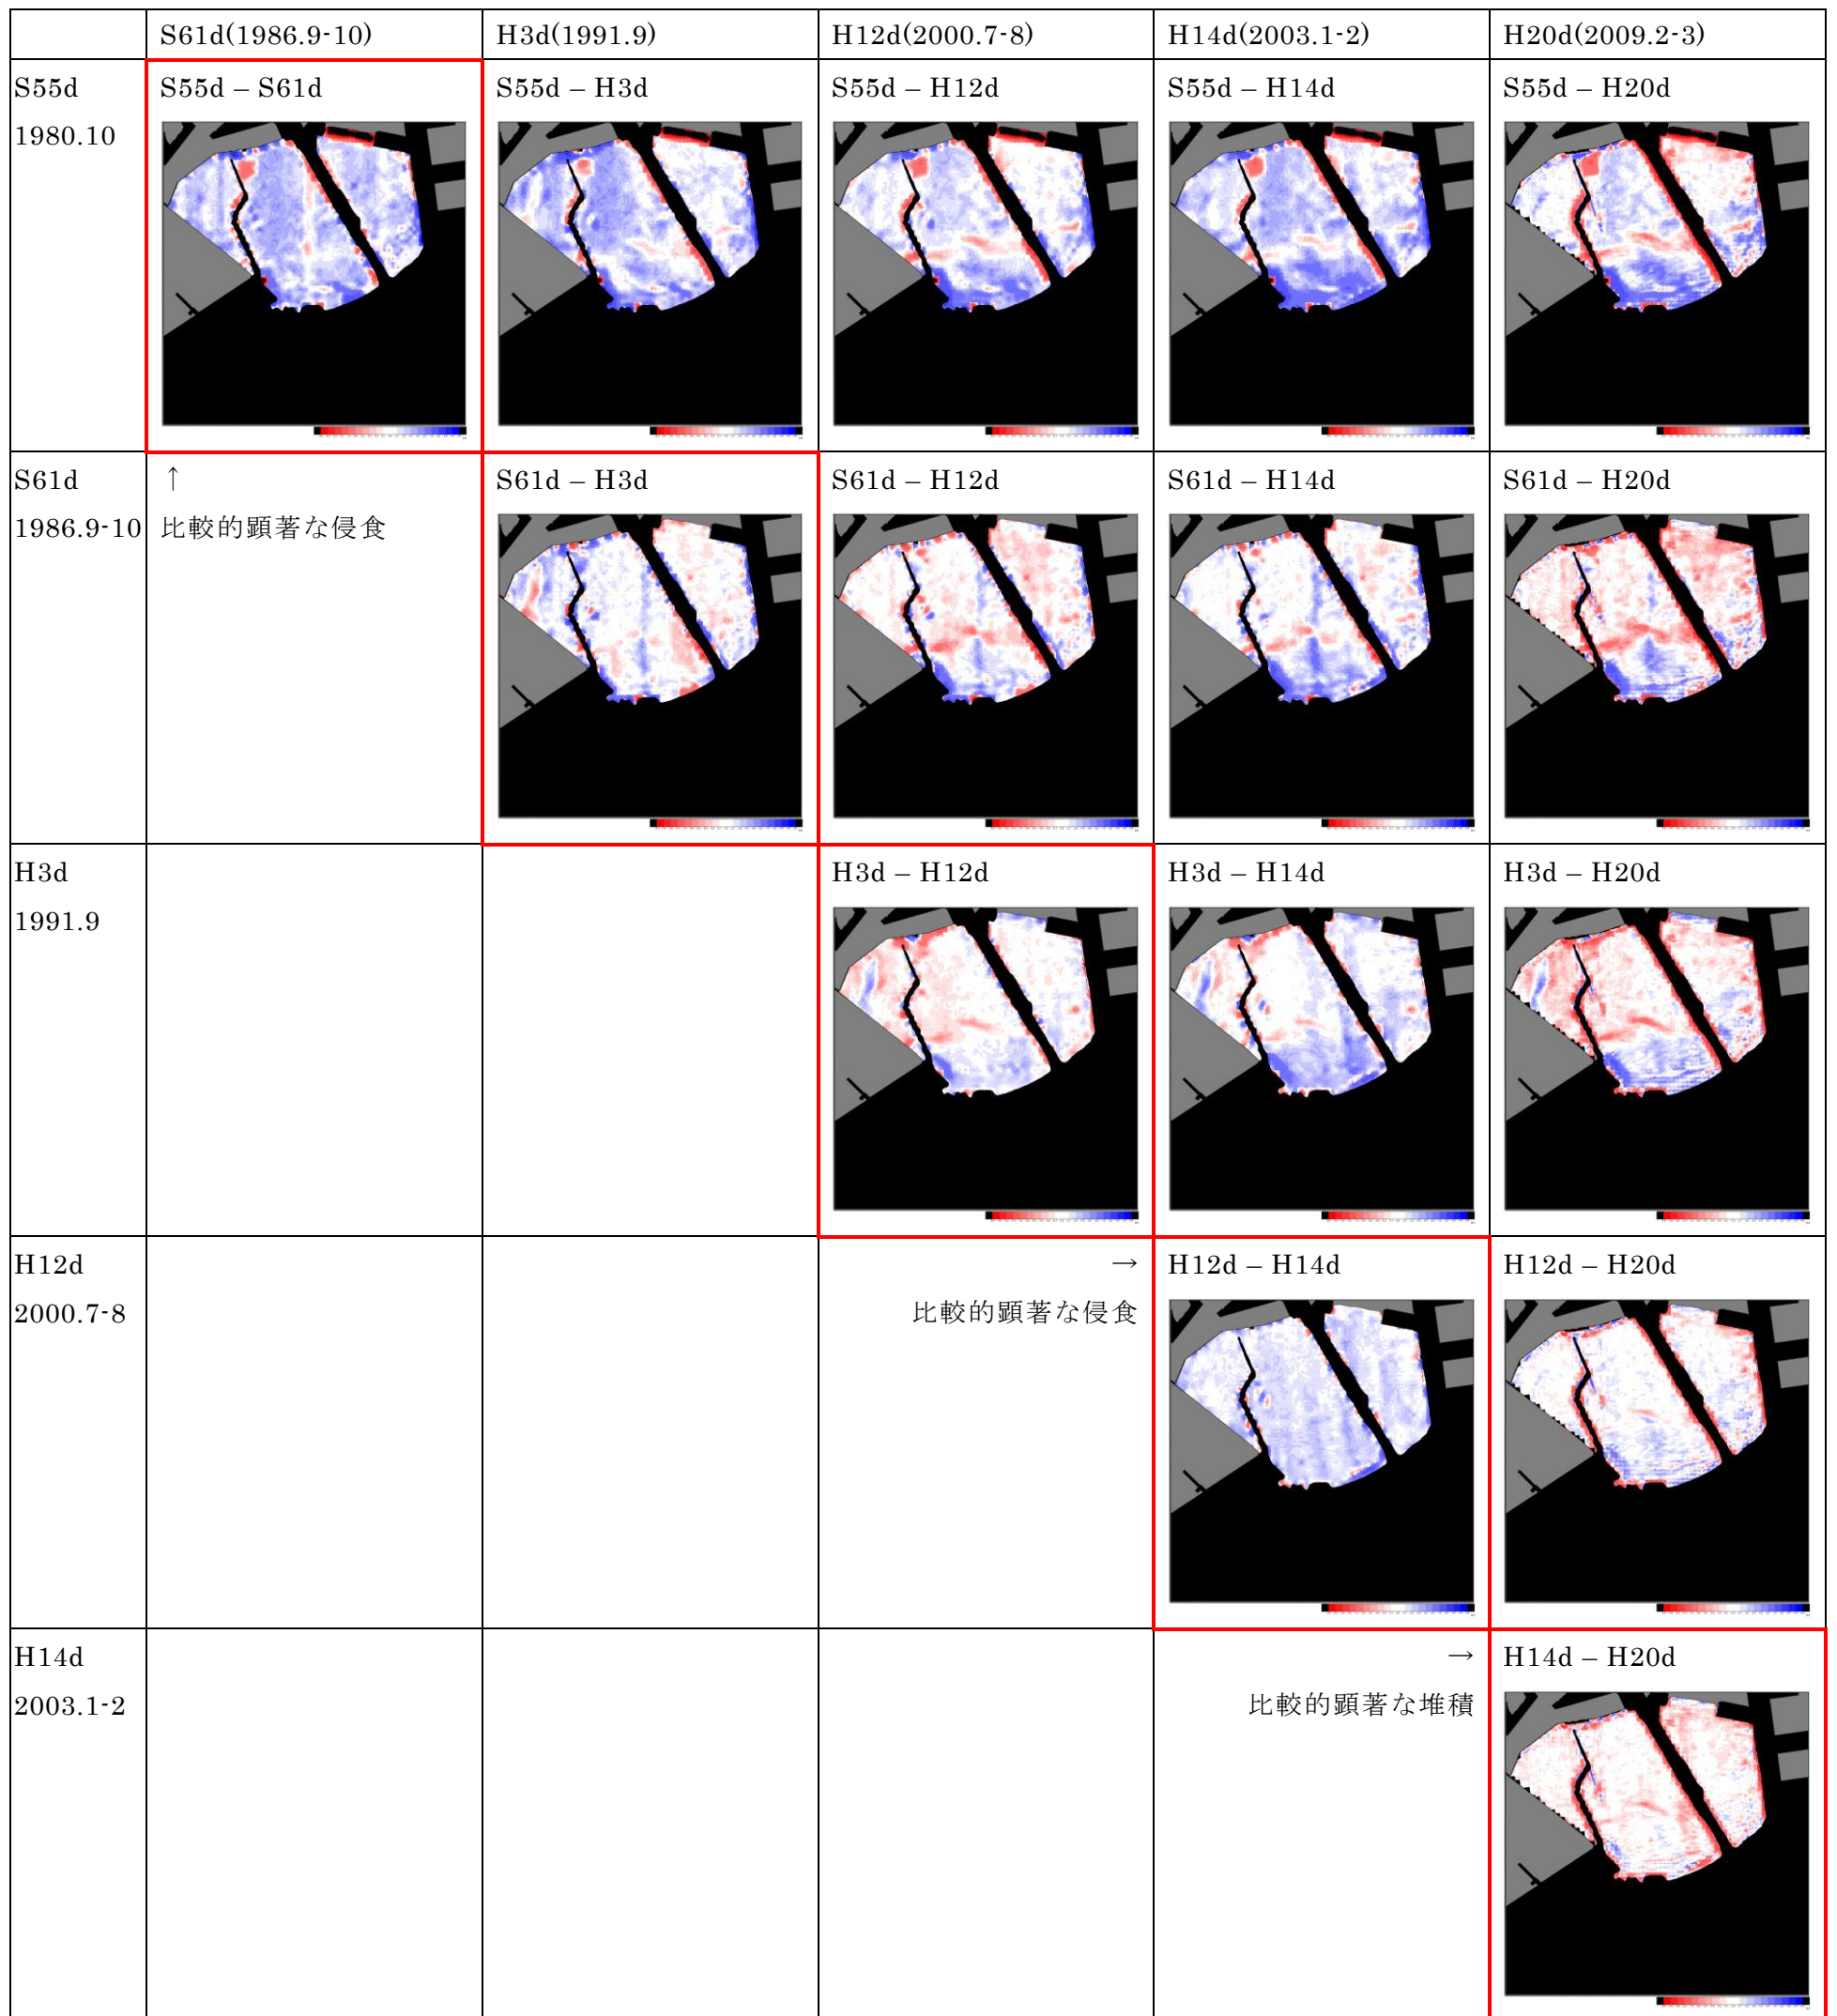 S61d(1986.9-10)
H3d(1991.9)
H12d(2000.7-8)
H14d(2003.1-2)
H20d(2009.2-3)
S55d
1980.10
S55d – S61d
S55d – H3d
S55d – H12d
S55d – H14d
S55d – H20d
S61d
1986.9-10
↑
比較的顕著な侵食
S61d – H3d
S61d – H12d
S61d – H14d
S61d – H20d
H3d
1991.9
H3d – H12d
H3d – H14d
H3d – H20d
H12d
2000.7-8
→
比較的顕著な侵食
H12d – H14d
H12d – H20d
H14d
2003.1-2
→
比較的顕著な堆積
H14d – H20d